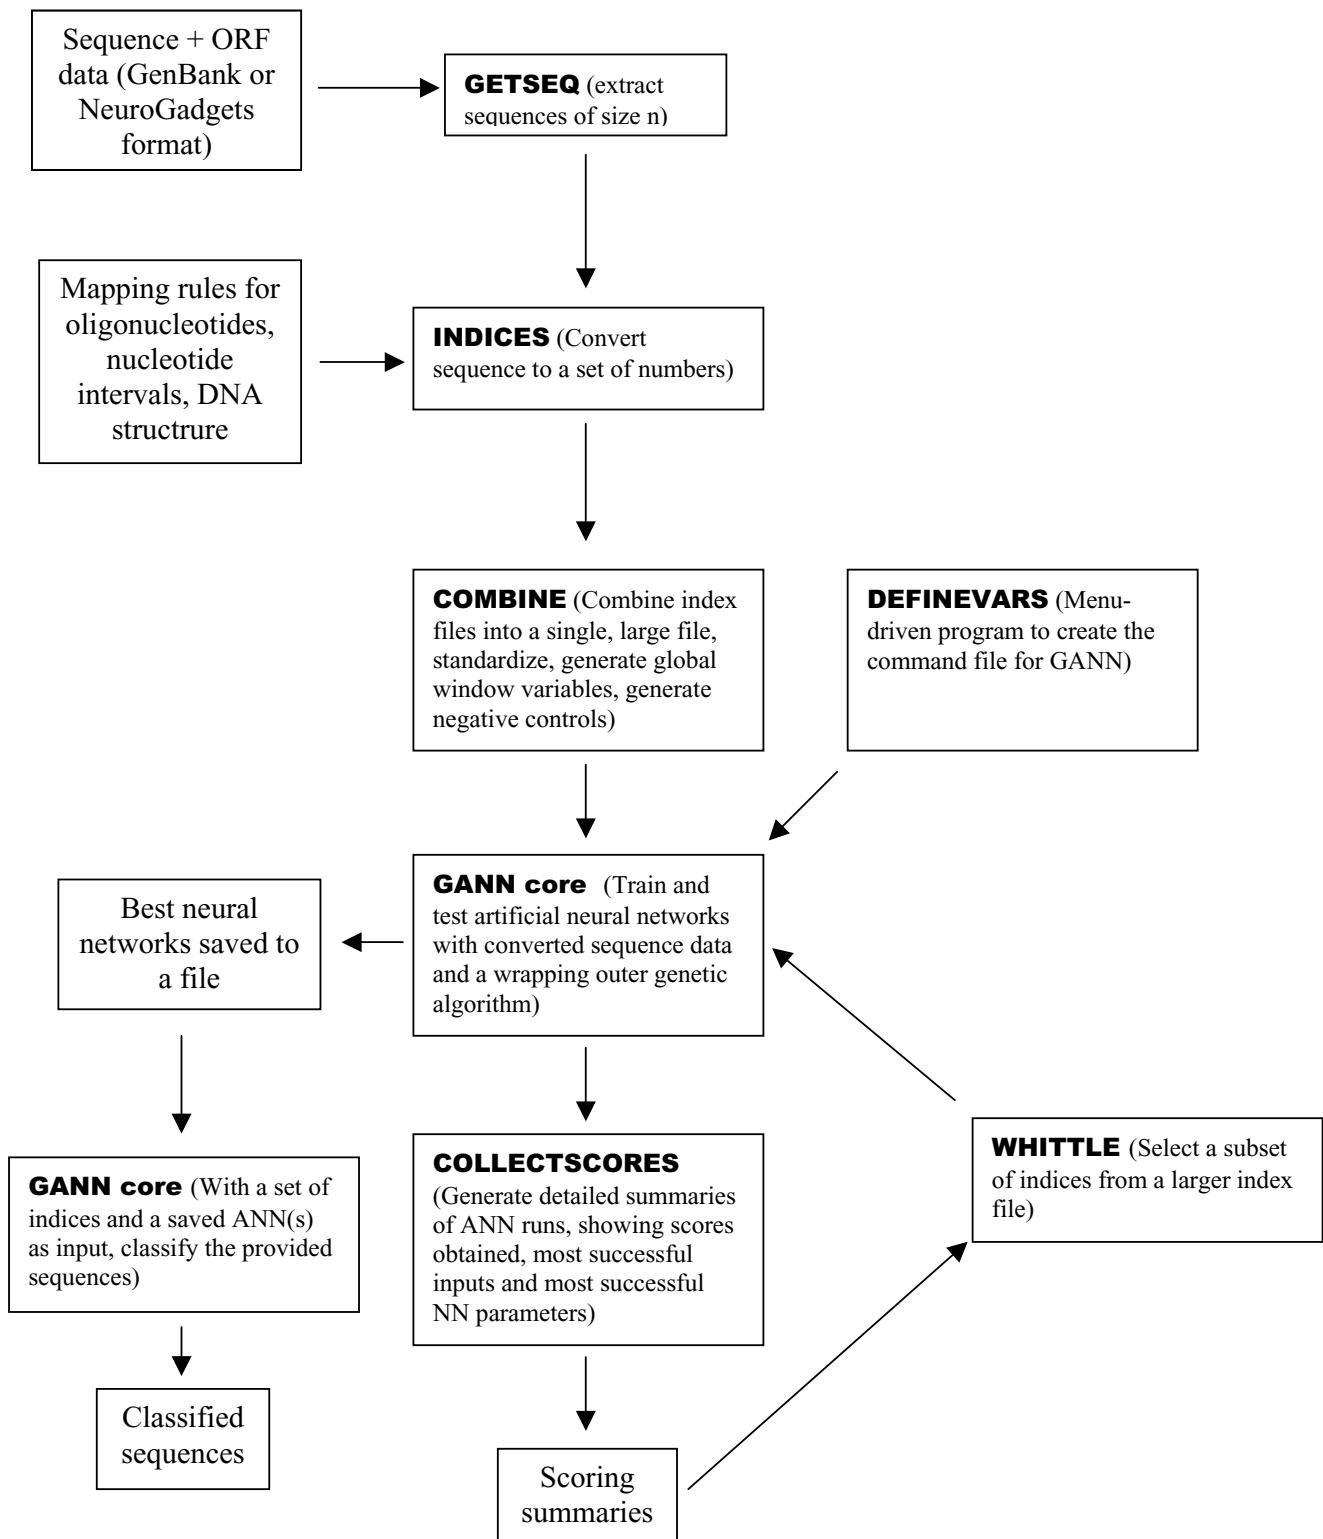 Sequence + ORF
data (GenBank or
NeuroGadgets
format)
GETSEQ (extract
sequences of size n)
Mapping rules for
oligonucleotides,
nucleotide
intervals, DNA
structrure
INDICES (Convert
sequence to a set of numbers)
COMBINE (Combine index
files into a single, large file,
standardize, generate global
window variables, generate
negative controls)
DEFINEVARS (Menu-
driven program to create the
command file for GANN)
Best neural
networks saved to
a file
GANN core (Train and
test artificial neural networks
with converted sequence data
and a wrapping outer genetic
algorithm)
GANN core (With a set of
indices and a saved ANN(s)
as input, classify the provided
sequences)
COLLECTSCORES
(Generate detailed summaries
of ANN runs, showing scores
obtained, most successful
inputs and most successful
NN parameters)
WHITTLE (Select a subset
of indices from a larger index
file)
Classified
sequences
Scoring
summaries